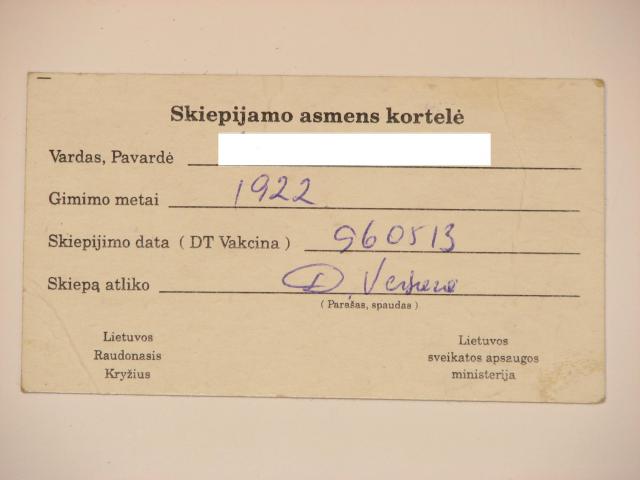 Skiepijamo asmens kortelė
Vardas, Pavardė
Gimimo metai 1922
Skiepijimo data ( DT Vakcina ) 960513
Skiepą atliko D.
( Parašas, spaudas )
Lietuvos
Raudonasis
Kryžius
Lietuvos
sveikatos apsaugos
ministerija